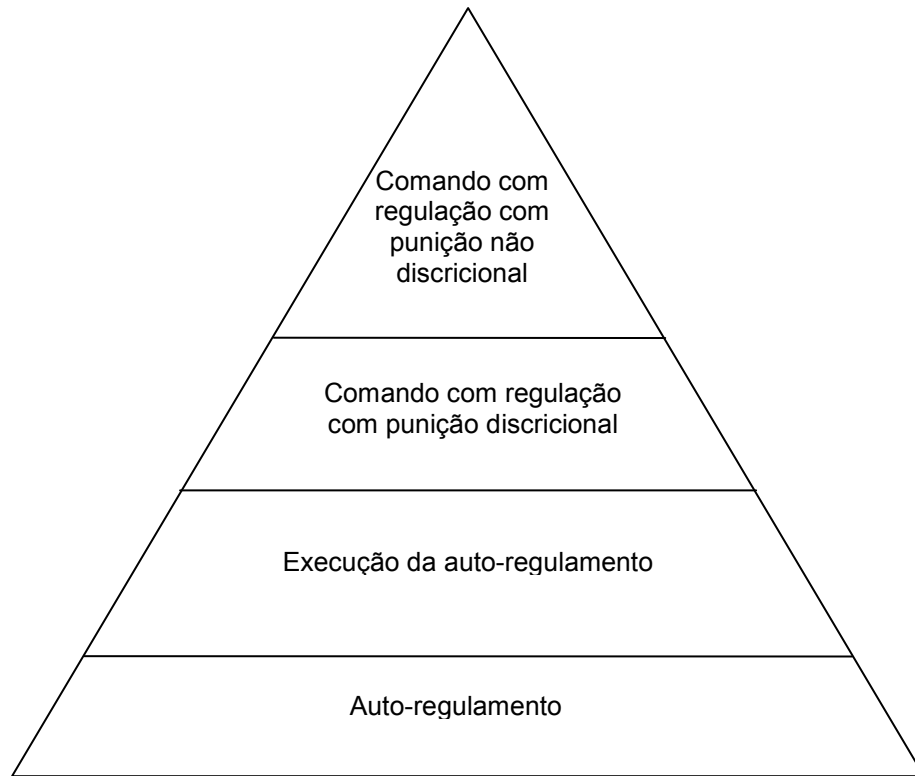 Comando com
regulação com
punição não
discricional
Comando com regulação
com punição discricional
Execução da auto-regulamento
Auto-regulamento